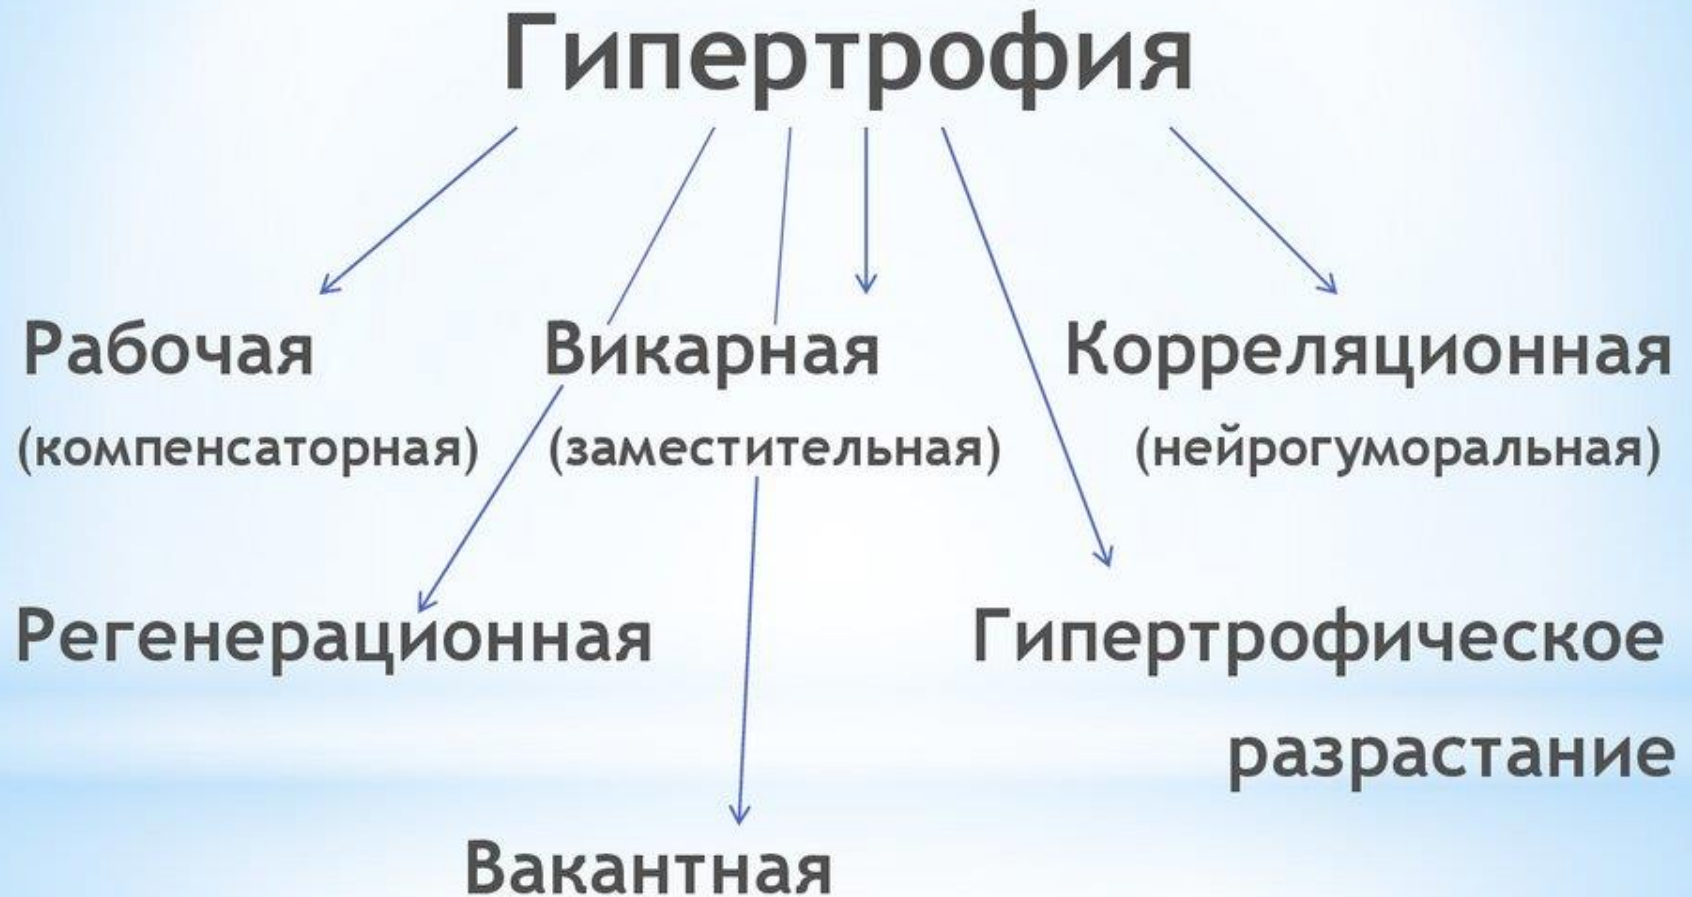 Гипертрофия
Рабочая Викарная Корреляционная
(компенсаторная) (заместительная) (нейрогуморальная)
Регенерационная Гипертрофическое
разрастание
Вакантная